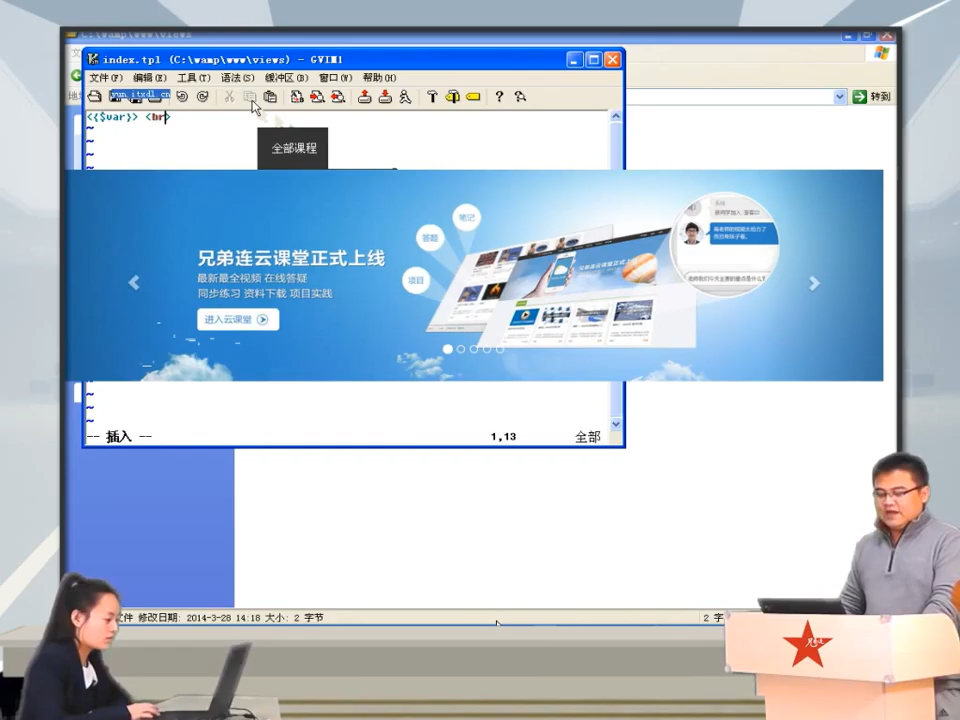 C:\wamp\www\views
index.tpl (C:\wamp\www\views) - GVIM1
文件(F) 编辑(E) 工具(T) 语法(S) 缓冲区(B) 窗口(W) 帮助(H)
yun.itxdl.cn
转到
<{$var}> <br>
~
~
~
~
全部课程
笔记
答疑
项目
兄弟连云课堂正式上线
最新最全视频 在线答疑
同步练习 资料下载 项目实践
进入云课堂
~
~
~
~
-- 插入 --
1,13
全部
文件 修改日期: 2014-3-28 14:18 大小: 2 字节
2 字